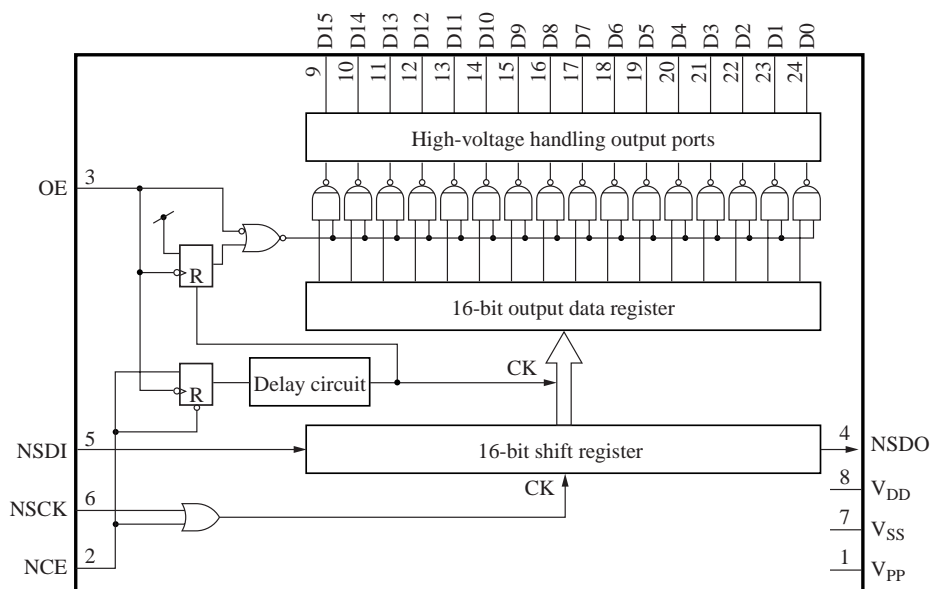 D15 D14 D13 D12 D11 D10 D9 D8 D7 D6 D5 D4 D3 D2 D1 D0
9 10 11 12 13 14 15 16 17 18 19 20 21 22 23 24
High-voltage handling output ports
OE 3
R
16-bit output data register
CK
R
Delay circuit
NSDI 5
16-bit shift register
4 NSDO
CK
8 VDD
NSCK 6
7 VSS
NCE 2
1 VPP